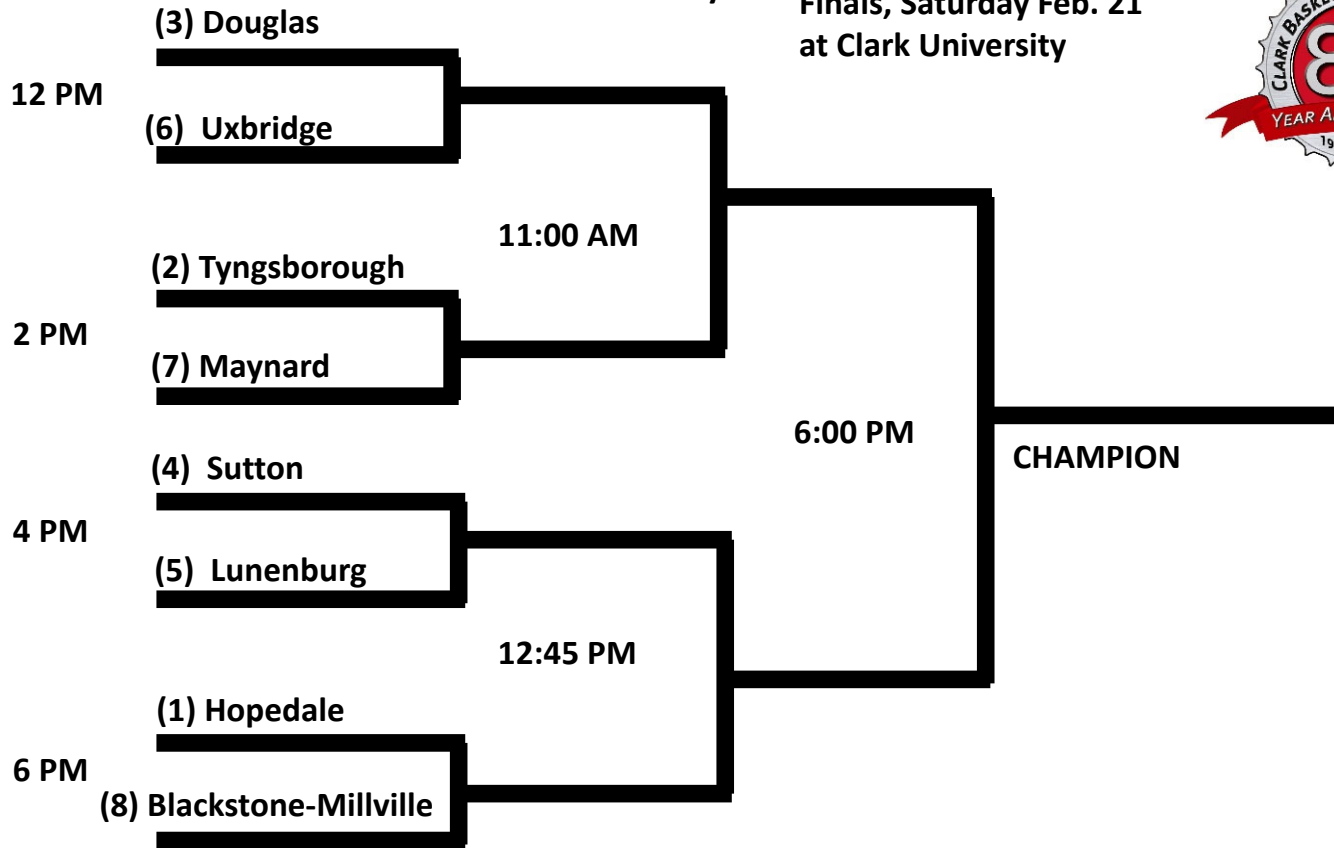 Finals, Saturday Feb. 21
at Clark University
(3) Douglas
12 PM
(6) Uxbridge
11:00 AM
(2) Tyngsborough
2 PM
(7) Maynard
6:00 PM
CHAMPION
(4) Sutton
4 PM
(5) Lunenburg
12:45 PM
(1) Hopedale
6 PM
(8) Blackstone-Millville
CLARK
YEAR